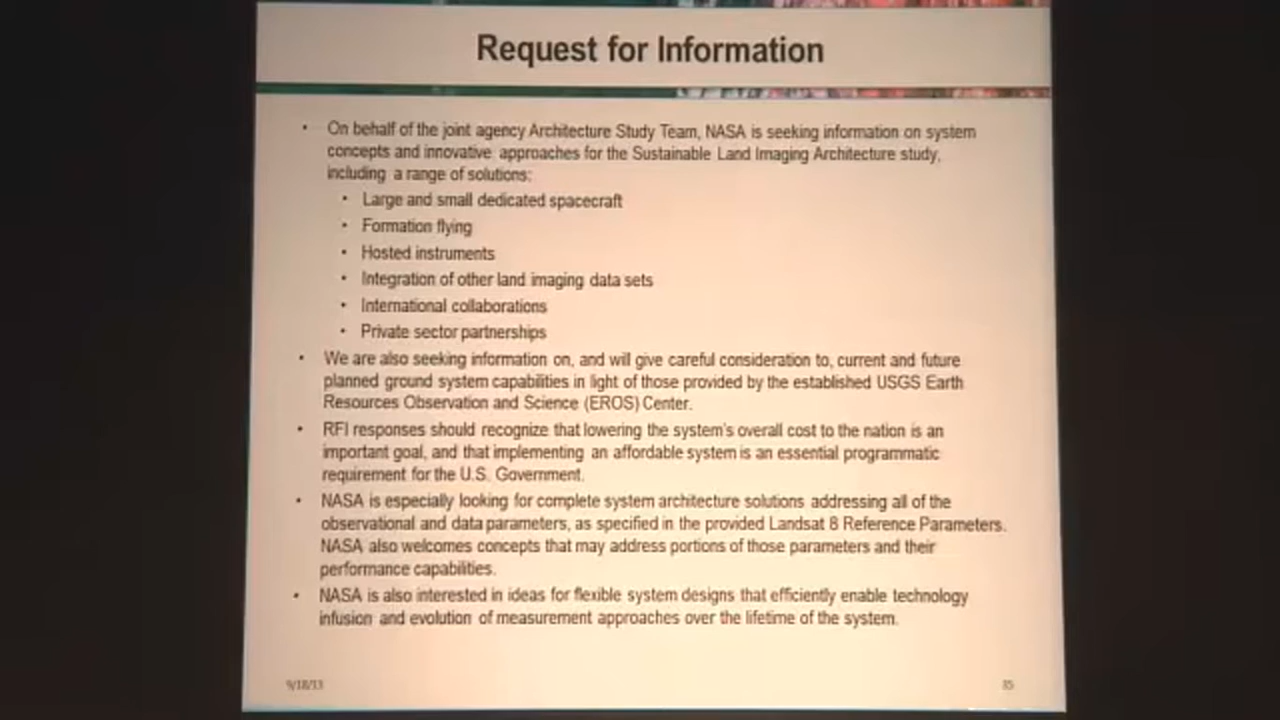 Request for Information
• On behalf of the joint agency Architecture Study Team, NASA is seeking information on system
concepts and innovative approaches for the Sustainable Land Imaging Architecture study,
including a range of solutions:
• Large and small dedicated spacecraft
• Formation flying
• Hosted instruments
• Integration of other land imaging data sets
• International collaborations
• Private sector partnerships
• We are also seeking information on, and will give careful consideration to, current and future
planned ground system capabilities in light of those provided by the established USGS Earth
Resources Observation and Science (EROS) Center.
• RFI responses should recognize that lowering the system's overall cost to the nation is an
important goal, and that implementing an affordable system is an essential programmatic
requirement for the U.S. Government.
• NASA is especially looking for complete system architecture solutions addressing all of the
observational and data parameters, as specified in the provided Landsat 8 Reference Parameters.
NASA also welcomes concepts that may address portions of those parameters and their
performance capabilities.
• NASA is also interested in ideas for flexible system designs that efficiently enable technology
infusion and evolution of measurement approaches over the lifetime of the system.
9/18/13